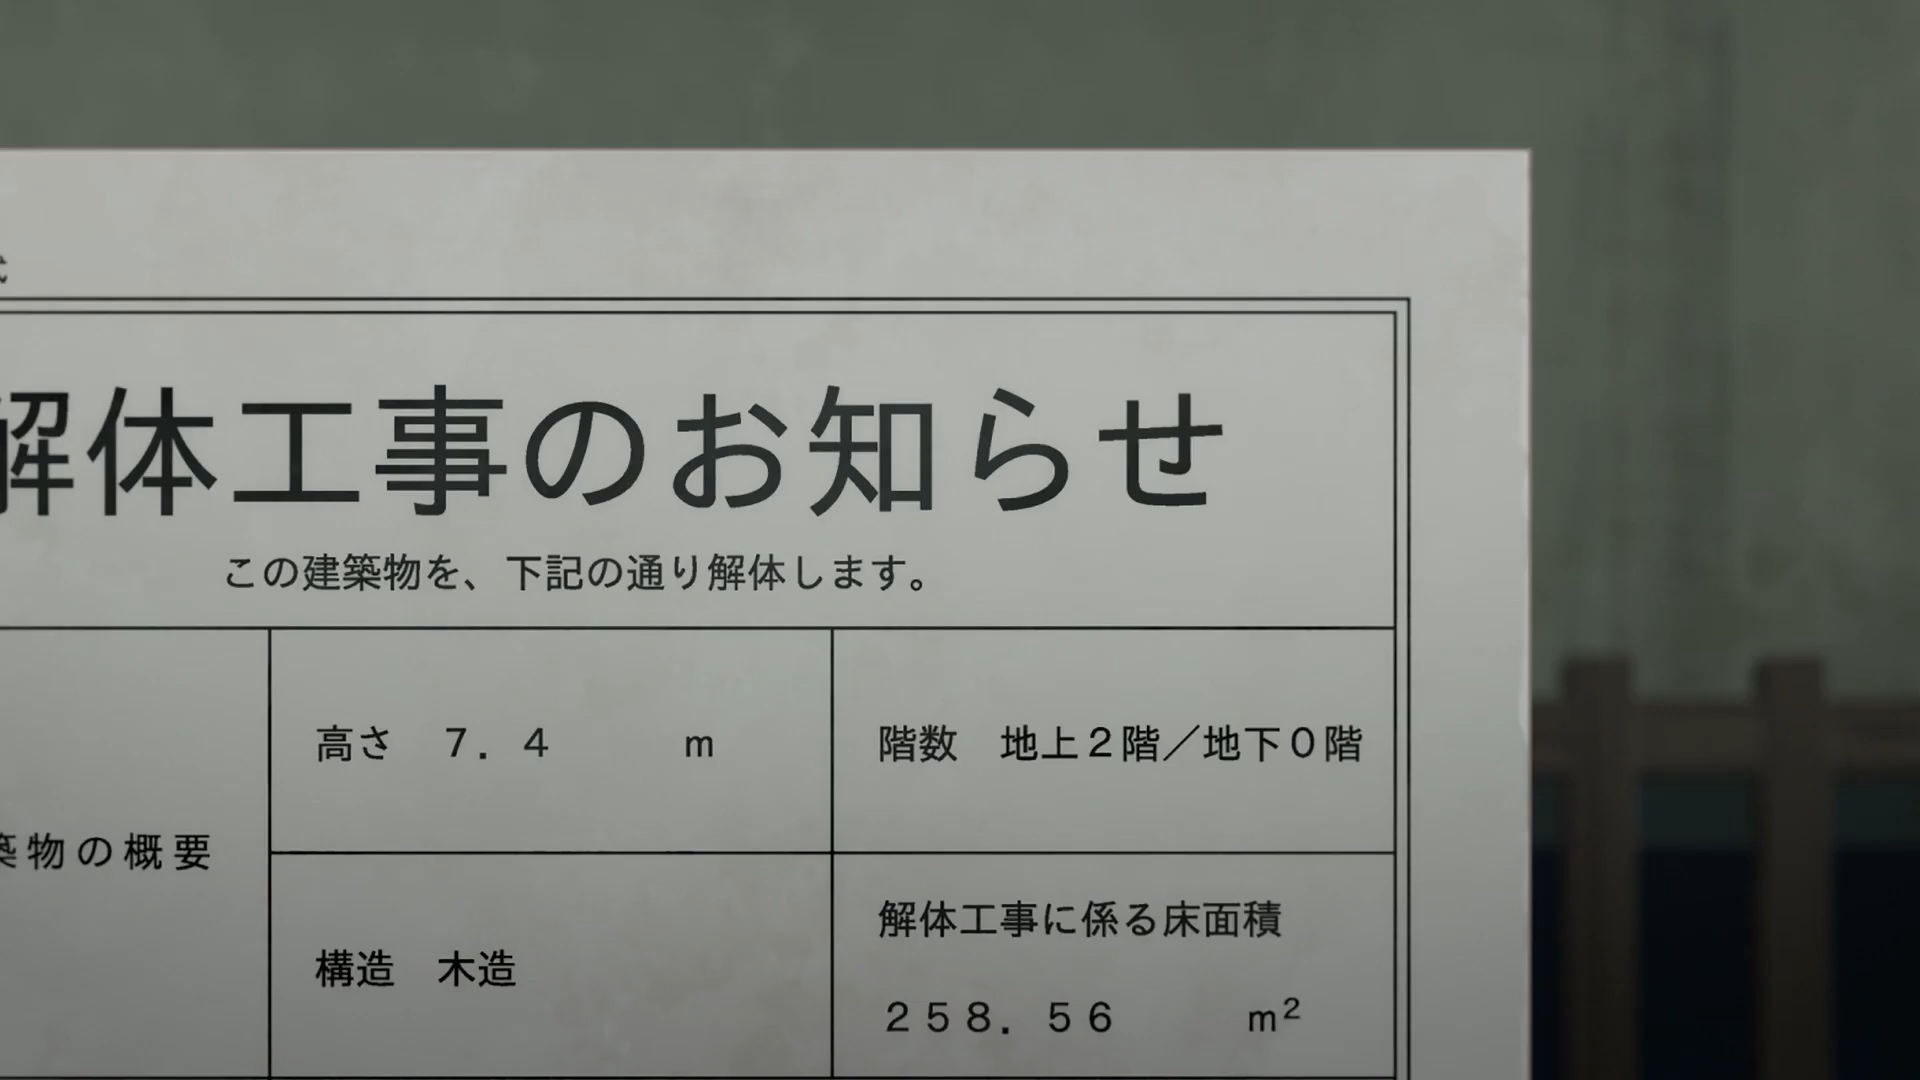 式
解体工事のお知らせ
この建築物を、下記の通り解体します。
高さ　７．４　　　ｍ
階数　地上２階／地下０階
築物の概要
構造　木造
解体工事に係る床面積
２５８．５６　　　ｍ²